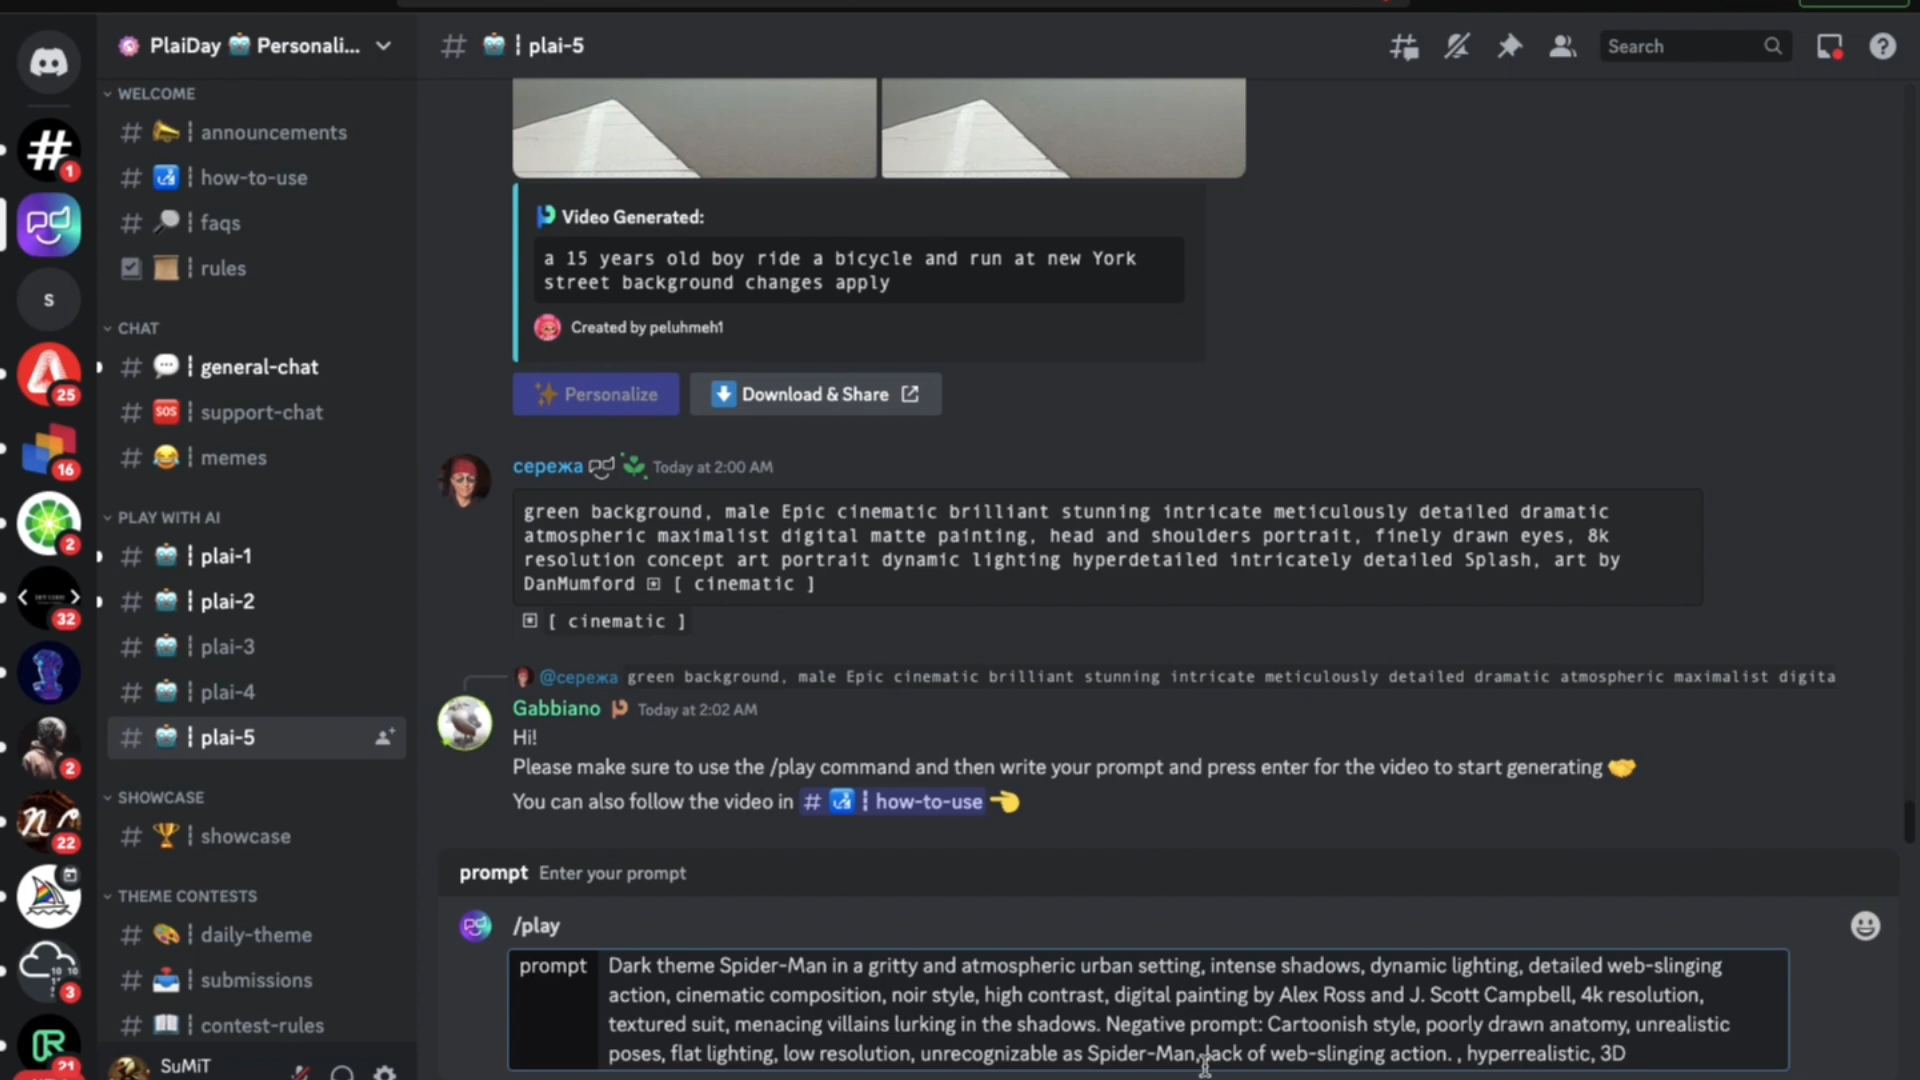 PlaiDay 🤖 Personali...
# 🤖 ┆ plai-5
Search
WELCOME
# ┆ announcements
# ┆ how-to-use
# ┆ faqs
┆ rules
CHAT
# ┆ general-chat
# ┆ support-chat
# ┆ memes
PLAY WITH AI
# ┆ plai-1
# ┆ plai-2
# ┆ plai-3
# ┆ plai-4
# ┆ plai-5
SHOWCASE
# ┆ showcase
THEME CONTESTS
# ┆ daily-theme
# ┆ submissions
# ┆ contest-rules
SuMiT
1
S
25
16
2
32
2
22
3
21
Video Generated:
a 15 years old boy ride a bicycle and run at new York
street background changes apply
Created by peluhmeh1
Personalize
Download & Share
сережа Today at 2:00 AM
green background, male Epic cinematic brilliant stunning intricate meticulously detailed dramatic
atmospheric maximalist digital matte painting, head and shoulders portrait, finely drawn eyes, 8k
resolution concept art portrait dynamic lighting hyperdetailed intricately detailed Splash, art by
DanMumford [ cinematic ]
[ cinematic ]
@сережа green background, male Epic cinematic brilliant stunning intricate meticulously detailed dramatic atmospheric maximalist digita
Gabbiano Today at 2:02 AM
Hi!
Please make sure to use the /play command and then write your prompt and press enter for the video to start generating 🤝
You can also follow the video in # ┆ how-to-use 👈
prompt Enter your prompt
/play
prompt Dark theme Spider-Man in a gritty and atmospheric urban setting, intense shadows, dynamic lighting, detailed web-slinging
action, cinematic composition, noir style, high contrast, digital painting by Alex Ross and J. Scott Campbell, 4k resolution,
textured suit, menacing villains lurking in the shadows. Negative prompt: Cartoonish style, poorly drawn anatomy, unrealistic
poses, flat lighting, low resolution, unrecognizable as Spider-Man, lack of web-slinging action. , hyperrealistic, 3D